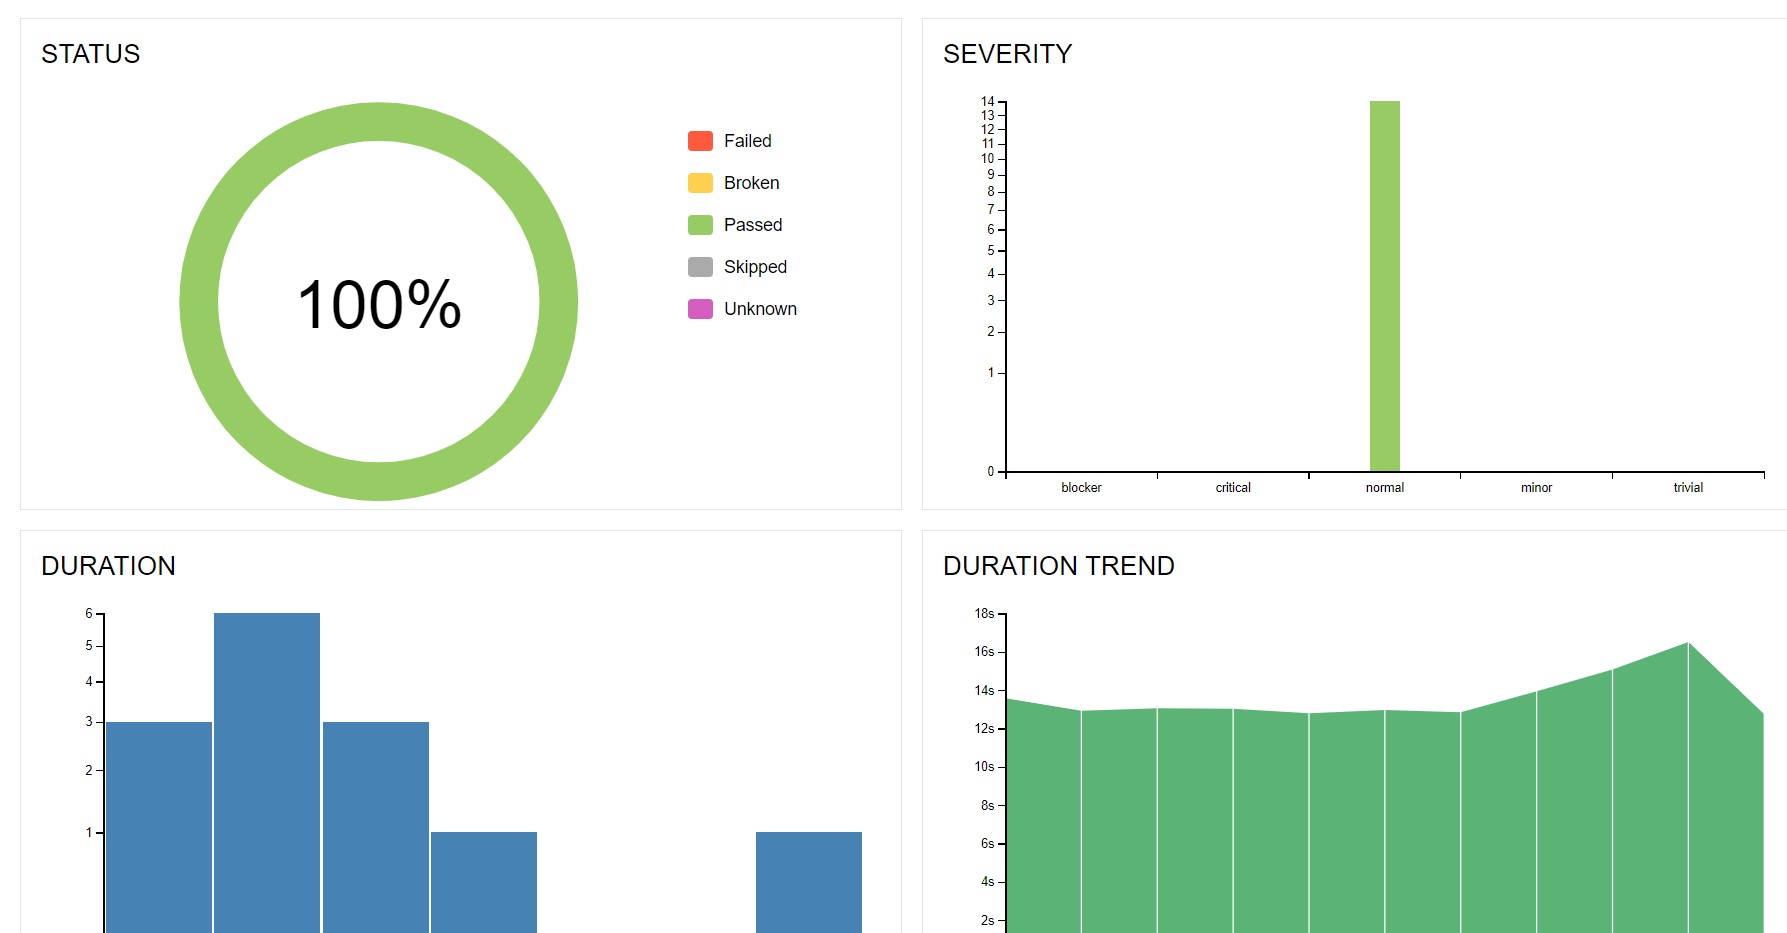 STATUS
100%
Failed
Broken
Passed
Skipped
Unknown
SEVERITY
14
13
12
11
10
9
8
7
6
5
4
3
2
1
0
blocker critical normal minor trivial
DURATION
6
5
4
3
2
1
DURATION TREND
18s
16s
14s
12s
10s
8s
6s
4s
2s